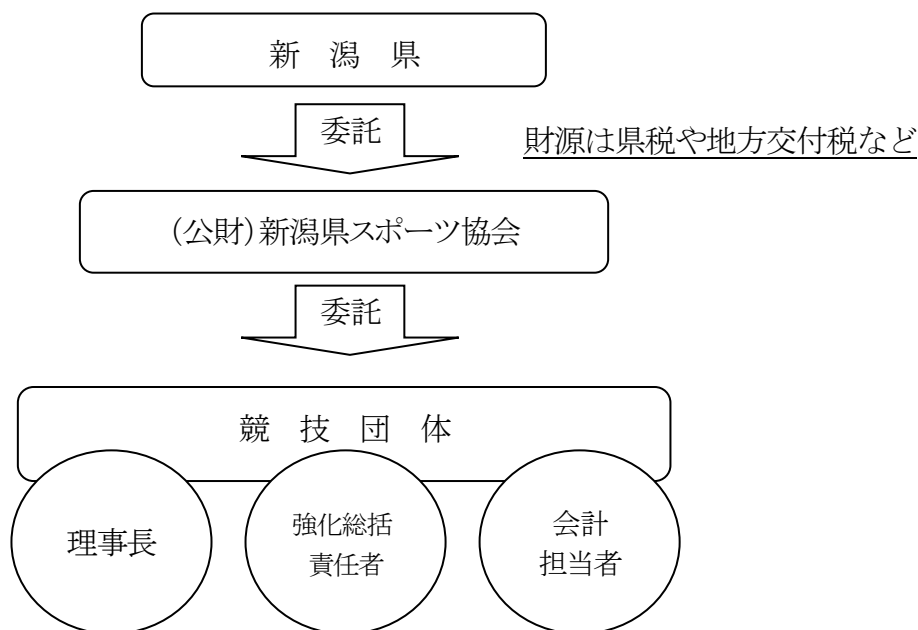 新 潟 県
委託
財源は県税や地方交付税など
(公財)新潟県スポーツ協会
委託
競 技 団 体
理事長
強化総括
責任者
会計
担当者